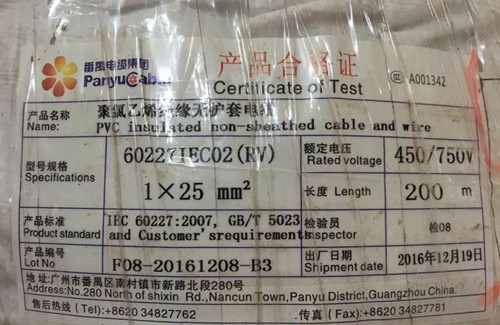 番禺电缆集团
PanyuCable
产品合格证
Certificate of Test
CCC A001342
产品名称: 聚氯乙烯绝缘无护套电缆
Name: PVC insulated non-sheathed cable and wire
型号规格 60227IEC02(RV) 额定电压 450/750V
Specifications Rated voltage
1×25 mm² 长度 Length 200 m
产品标准 IEC 60227:2007, GB/T 5023 检验员 检08
Product standard and Customer'srequirements Inspector
产品编号 F08-20161208-B3 出厂日期 2016年12月19日
Lot No Shipment date
地址:广州市番禺区南村镇市新路北段280号
Address:No.280 North of shixin Rd.,Nancun Town,Panyu District,Guangzhou China.
售后热线(Tel):+8620 34827762 传真(Fax):+8620 34827781